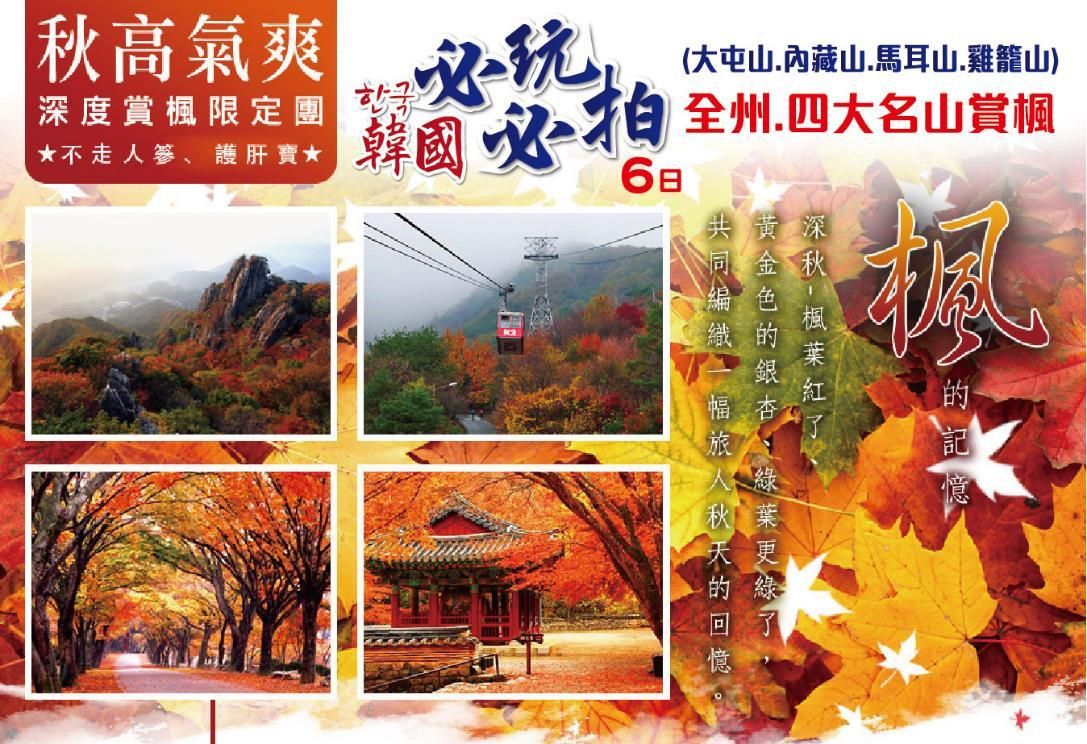 秋高氣爽
深度賞楓限定團
★不走人蔘、護肝寶★
한국
韓國
必玩
必拍
6日
(大屯山.內藏山.馬耳山.雞籠山)
全州.四大名山賞楓
楓
的記憶
深秋,楓葉紅了、
黃金色的銀杏、綠葉更綠了,
共同編織一幅旅人秋天的回憶。